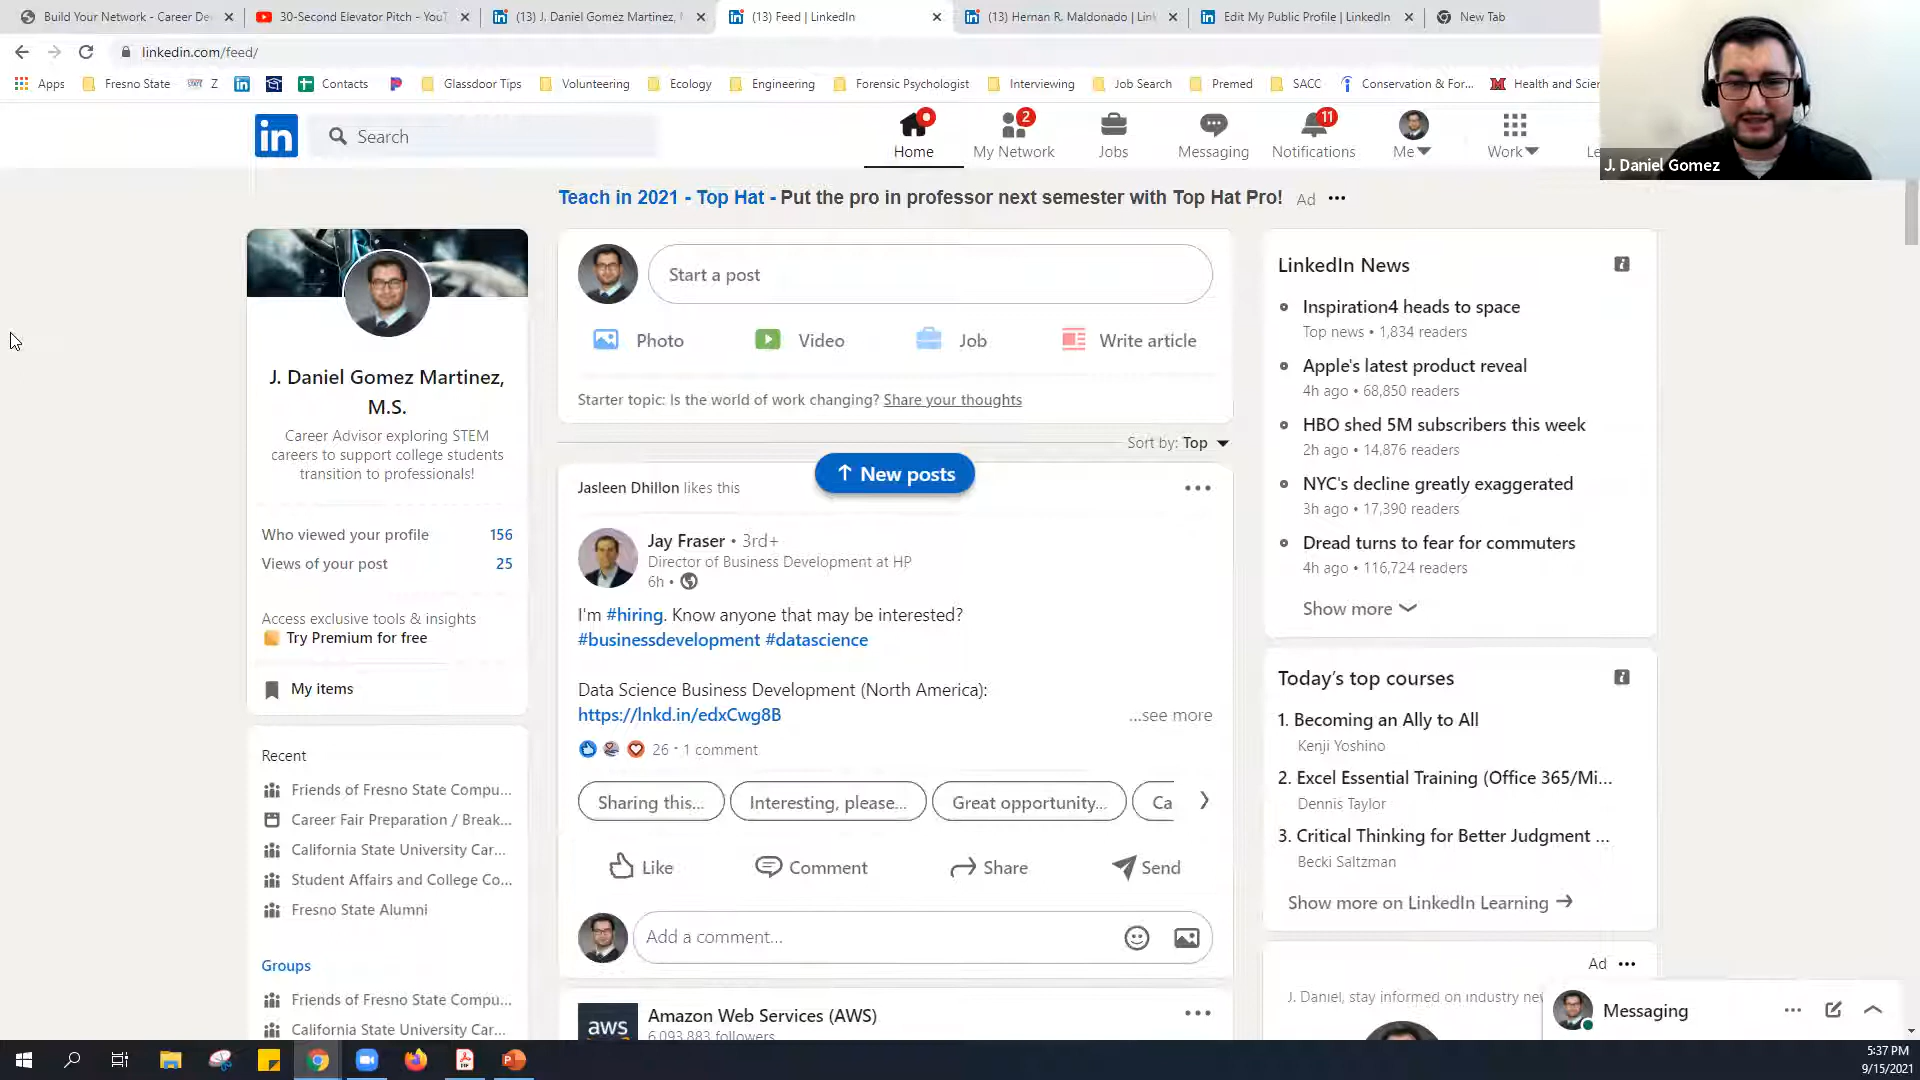 Build Your Network - Career De
30-Second Elevator Pitch - YouT
(13) J. Daniel Gomez Martinez,
(13) Feed | LinkedIn
(13) Hernan R. Maldonado | Link
Edit My Public Profile | LinkedIn
New Tab
linkedin.com/feed/
Apps
Fresno State
Z
Contacts
Glassdoor Tips
Volunteering
Ecology
Engineering
Forensic Psychologist
Interviewing
Job Search
Premed
SACC
Conservation & For...
Health and Scien
J. Daniel Gomez
in
Search
Home
2
My Network
Jobs
Messaging
11
Notifications
Me
Work
Le
Teach in 2021 - Top Hat - Put the pro in professor next semester with Top Hat Pro! Ad
J. Daniel Gomez Martinez,
M.S.
Career Advisor exploring STEM
careers to support college students
transition to professionals!
Who viewed your profile 156
Views of your post 25
Access exclusive tools & insights
Try Premium for free
My items
Recent
Friends of Fresno State Compu...
Career Fair Preparation / Break...
California State University Car...
Student Affairs and College Co...
Fresno State Alumni
Groups
Friends of Fresno State Compu...
California State University Car...
Start a post
Photo
Video
Job
Write article
Starter topic: Is the world of work changing? Share your thoughts
Sort by: Top
New posts
Jasleen Dhillon likes this
Jay Fraser • 3rd+
Director of Business Development at HP
6h •
I'm #hiring. Know anyone that may be interested?
#businessdevelopment #datascience
Data Science Business Development (North America):
https://lnkd.in/edxCwg8B
...see more
26 · 1 comment
Sharing this...
Interesting, please...
Great opportunity...
Ca
Like
Comment
Share
Send
Add a comment...
aws
Amazon Web Services (AWS)
6,093,883 followers
LinkedIn News
Inspiration4 heads to space
Top news • 1,834 readers
Apple's latest product reveal
4h ago • 68,850 readers
HBO shed 5M subscribers this week
2h ago • 14,876 readers
NYC's decline greatly exaggerated
3h ago • 17,390 readers
Dread turns to fear for commuters
4h ago • 116,724 readers
Show more
Today's top courses
1. Becoming an Ally to All
Kenji Yoshino
2. Excel Essential Training (Office 365/Mi...
Dennis Taylor
3. Critical Thinking for Better Judgment ...
Becki Saltzman
Show more on LinkedIn Learning
Ad
J. Daniel, stay informed on industry ne
Messaging
5:37 PM
9/15/2021